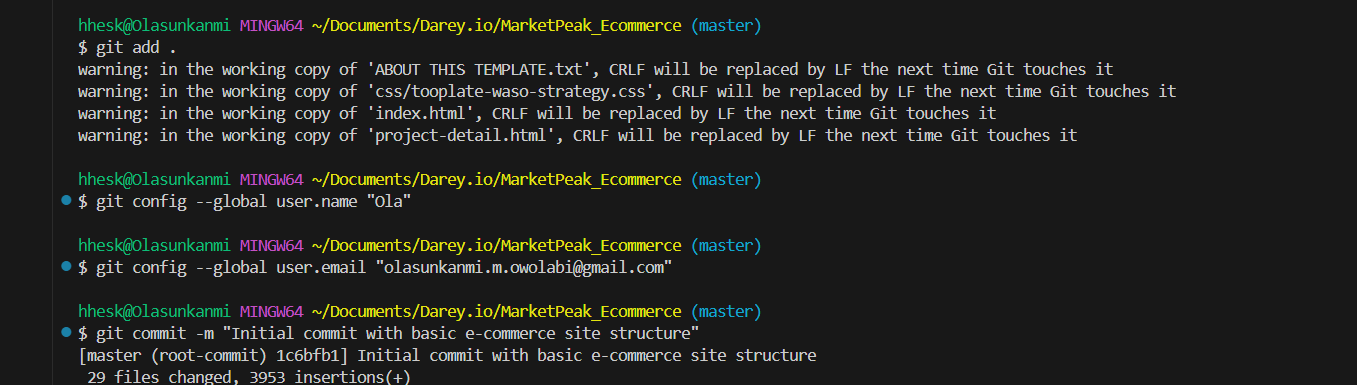 hhesk@Olasunkanmi MINGW64 ~/Documents/Darey.io/MarketPeak_Ecommerce (master)
$ git add .
warning: in the working copy of 'ABOUT THIS TEMPLATE.txt', CRLF will be replaced by LF the next time Git touches it
warning: in the working copy of 'css/tooplate-waso-strategy.css', CRLF will be replaced by LF the next time Git touches it
warning: in the working copy of 'index.html', CRLF will be replaced by LF the next time Git touches it
warning: in the working copy of 'project-detail.html', CRLF will be replaced by LF the next time Git touches it
hhesk@Olasunkanmi MINGW64 ~/Documents/Darey.io/MarketPeak_Ecommerce (master)
$ git config --global user.name "Ola"
hhesk@Olasunkanmi MINGW64 ~/Documents/Darey.io/MarketPeak_Ecommerce (master)
$ git config --global user.email "olasunkanmi.m.owolabi@gmail.com"
hhesk@Olasunkanmi MINGW64 ~/Documents/Darey.io/MarketPeak_Ecommerce (master)
$ git commit -m "Initial commit with basic e-commerce site structure"
[master (root-commit) 1c6bfb1] Initial commit with basic e-commerce site structure
29 files changed, 3953 insertions(+)